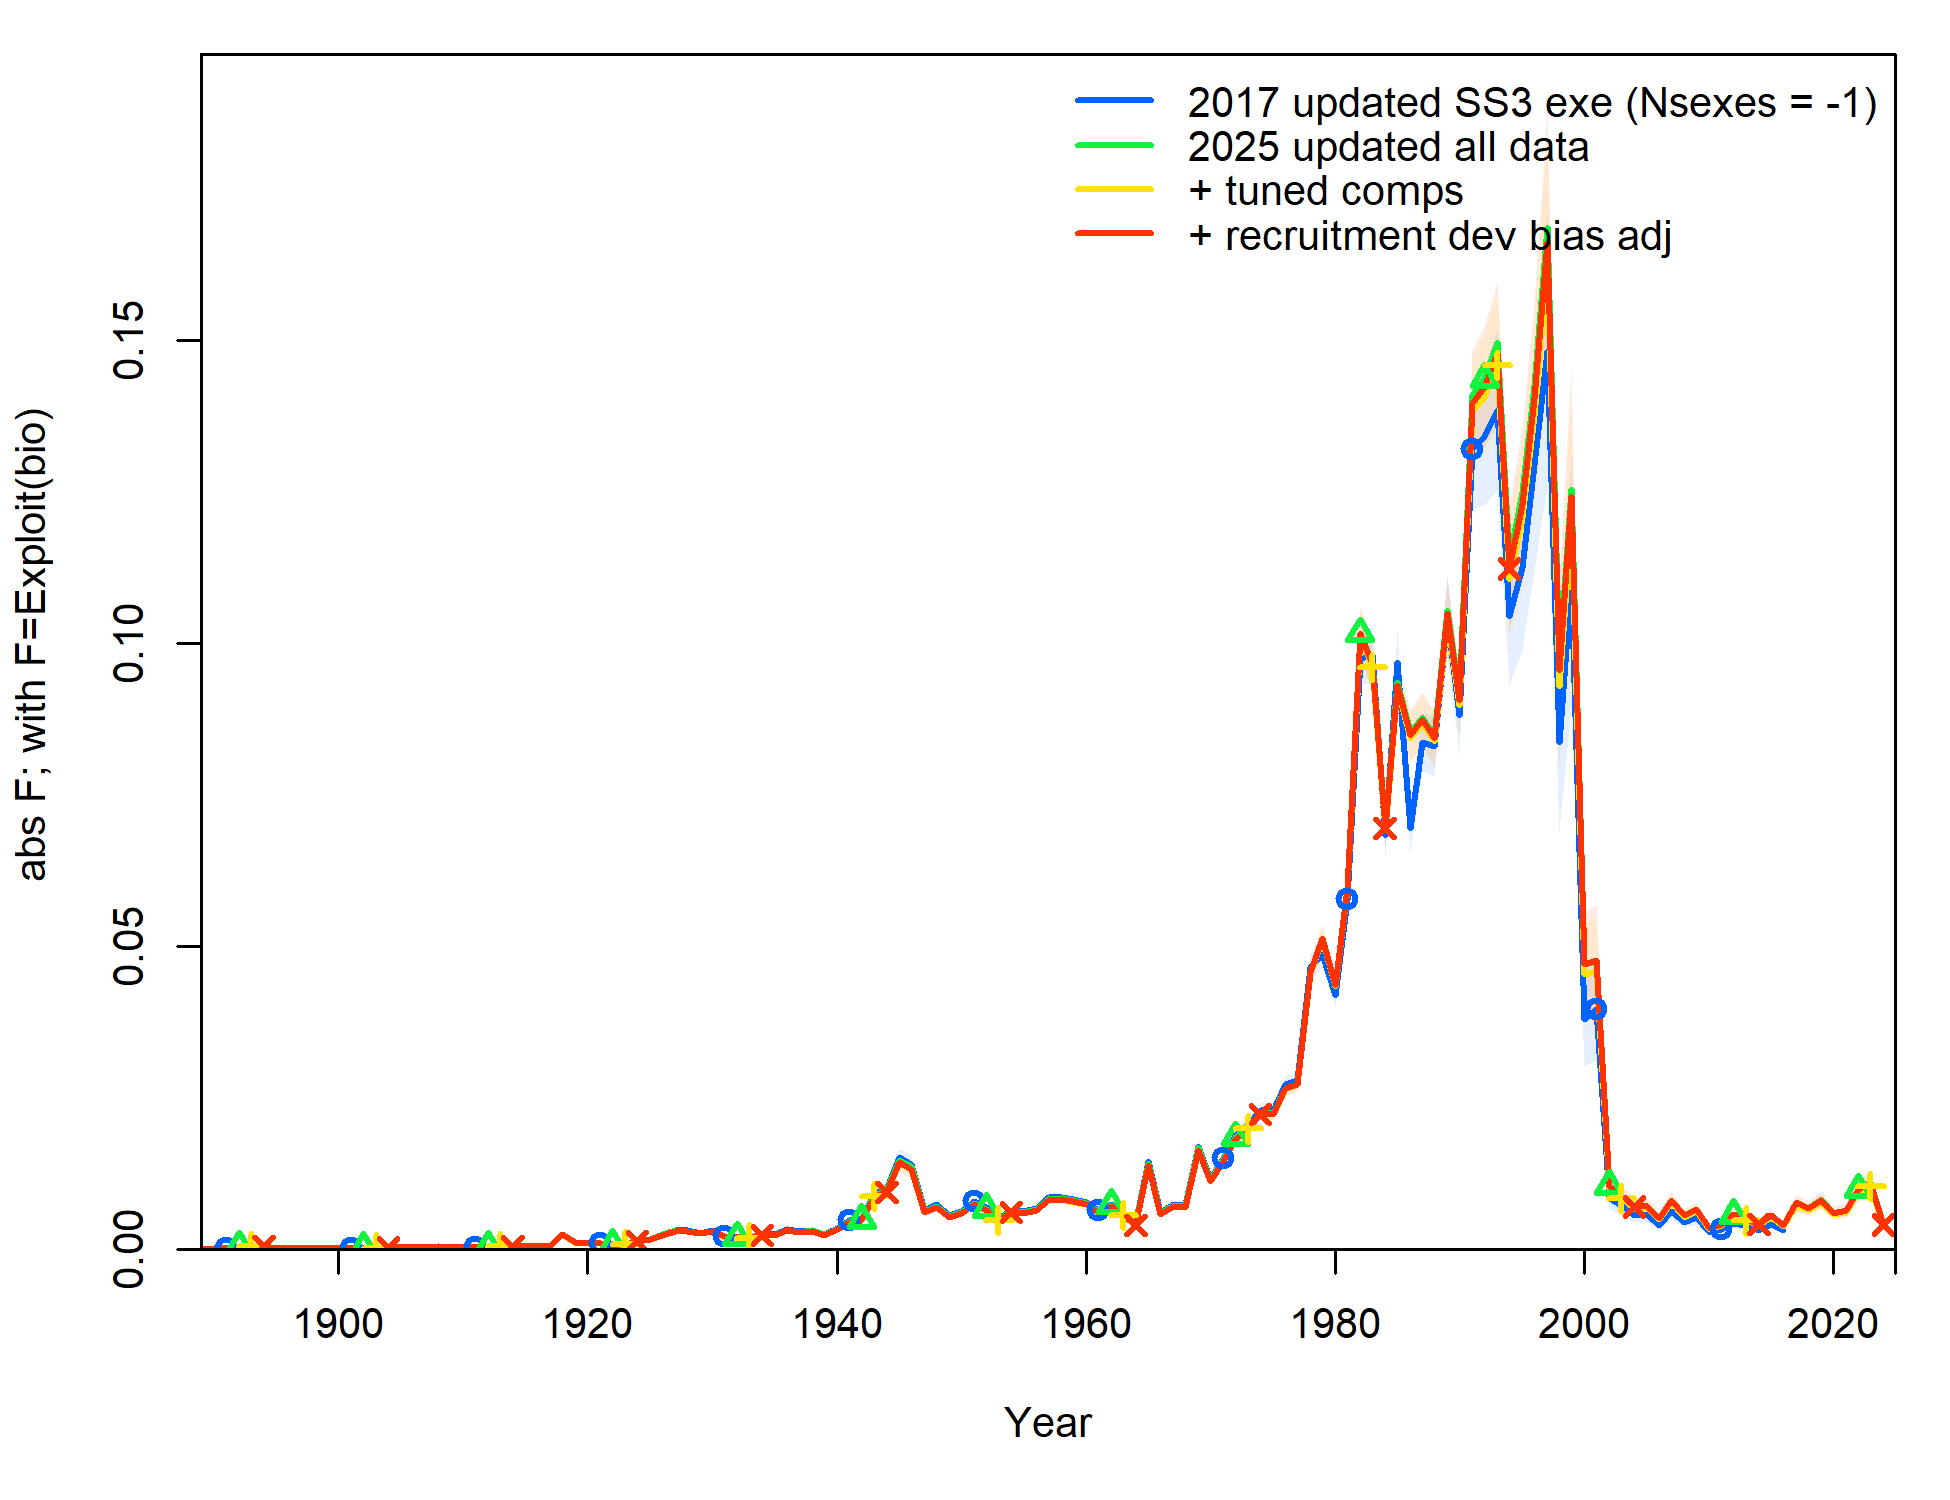 2017 updated SS3 exe (Nsexes = -1)
2025 updated all data
+ tuned comps
+ recruitment dev bias adj
abs F; with F=Exploit(bio)
0.15
0.10
0.05
0.00
1900 1920 1940 1960 1980 2000 2020
Year